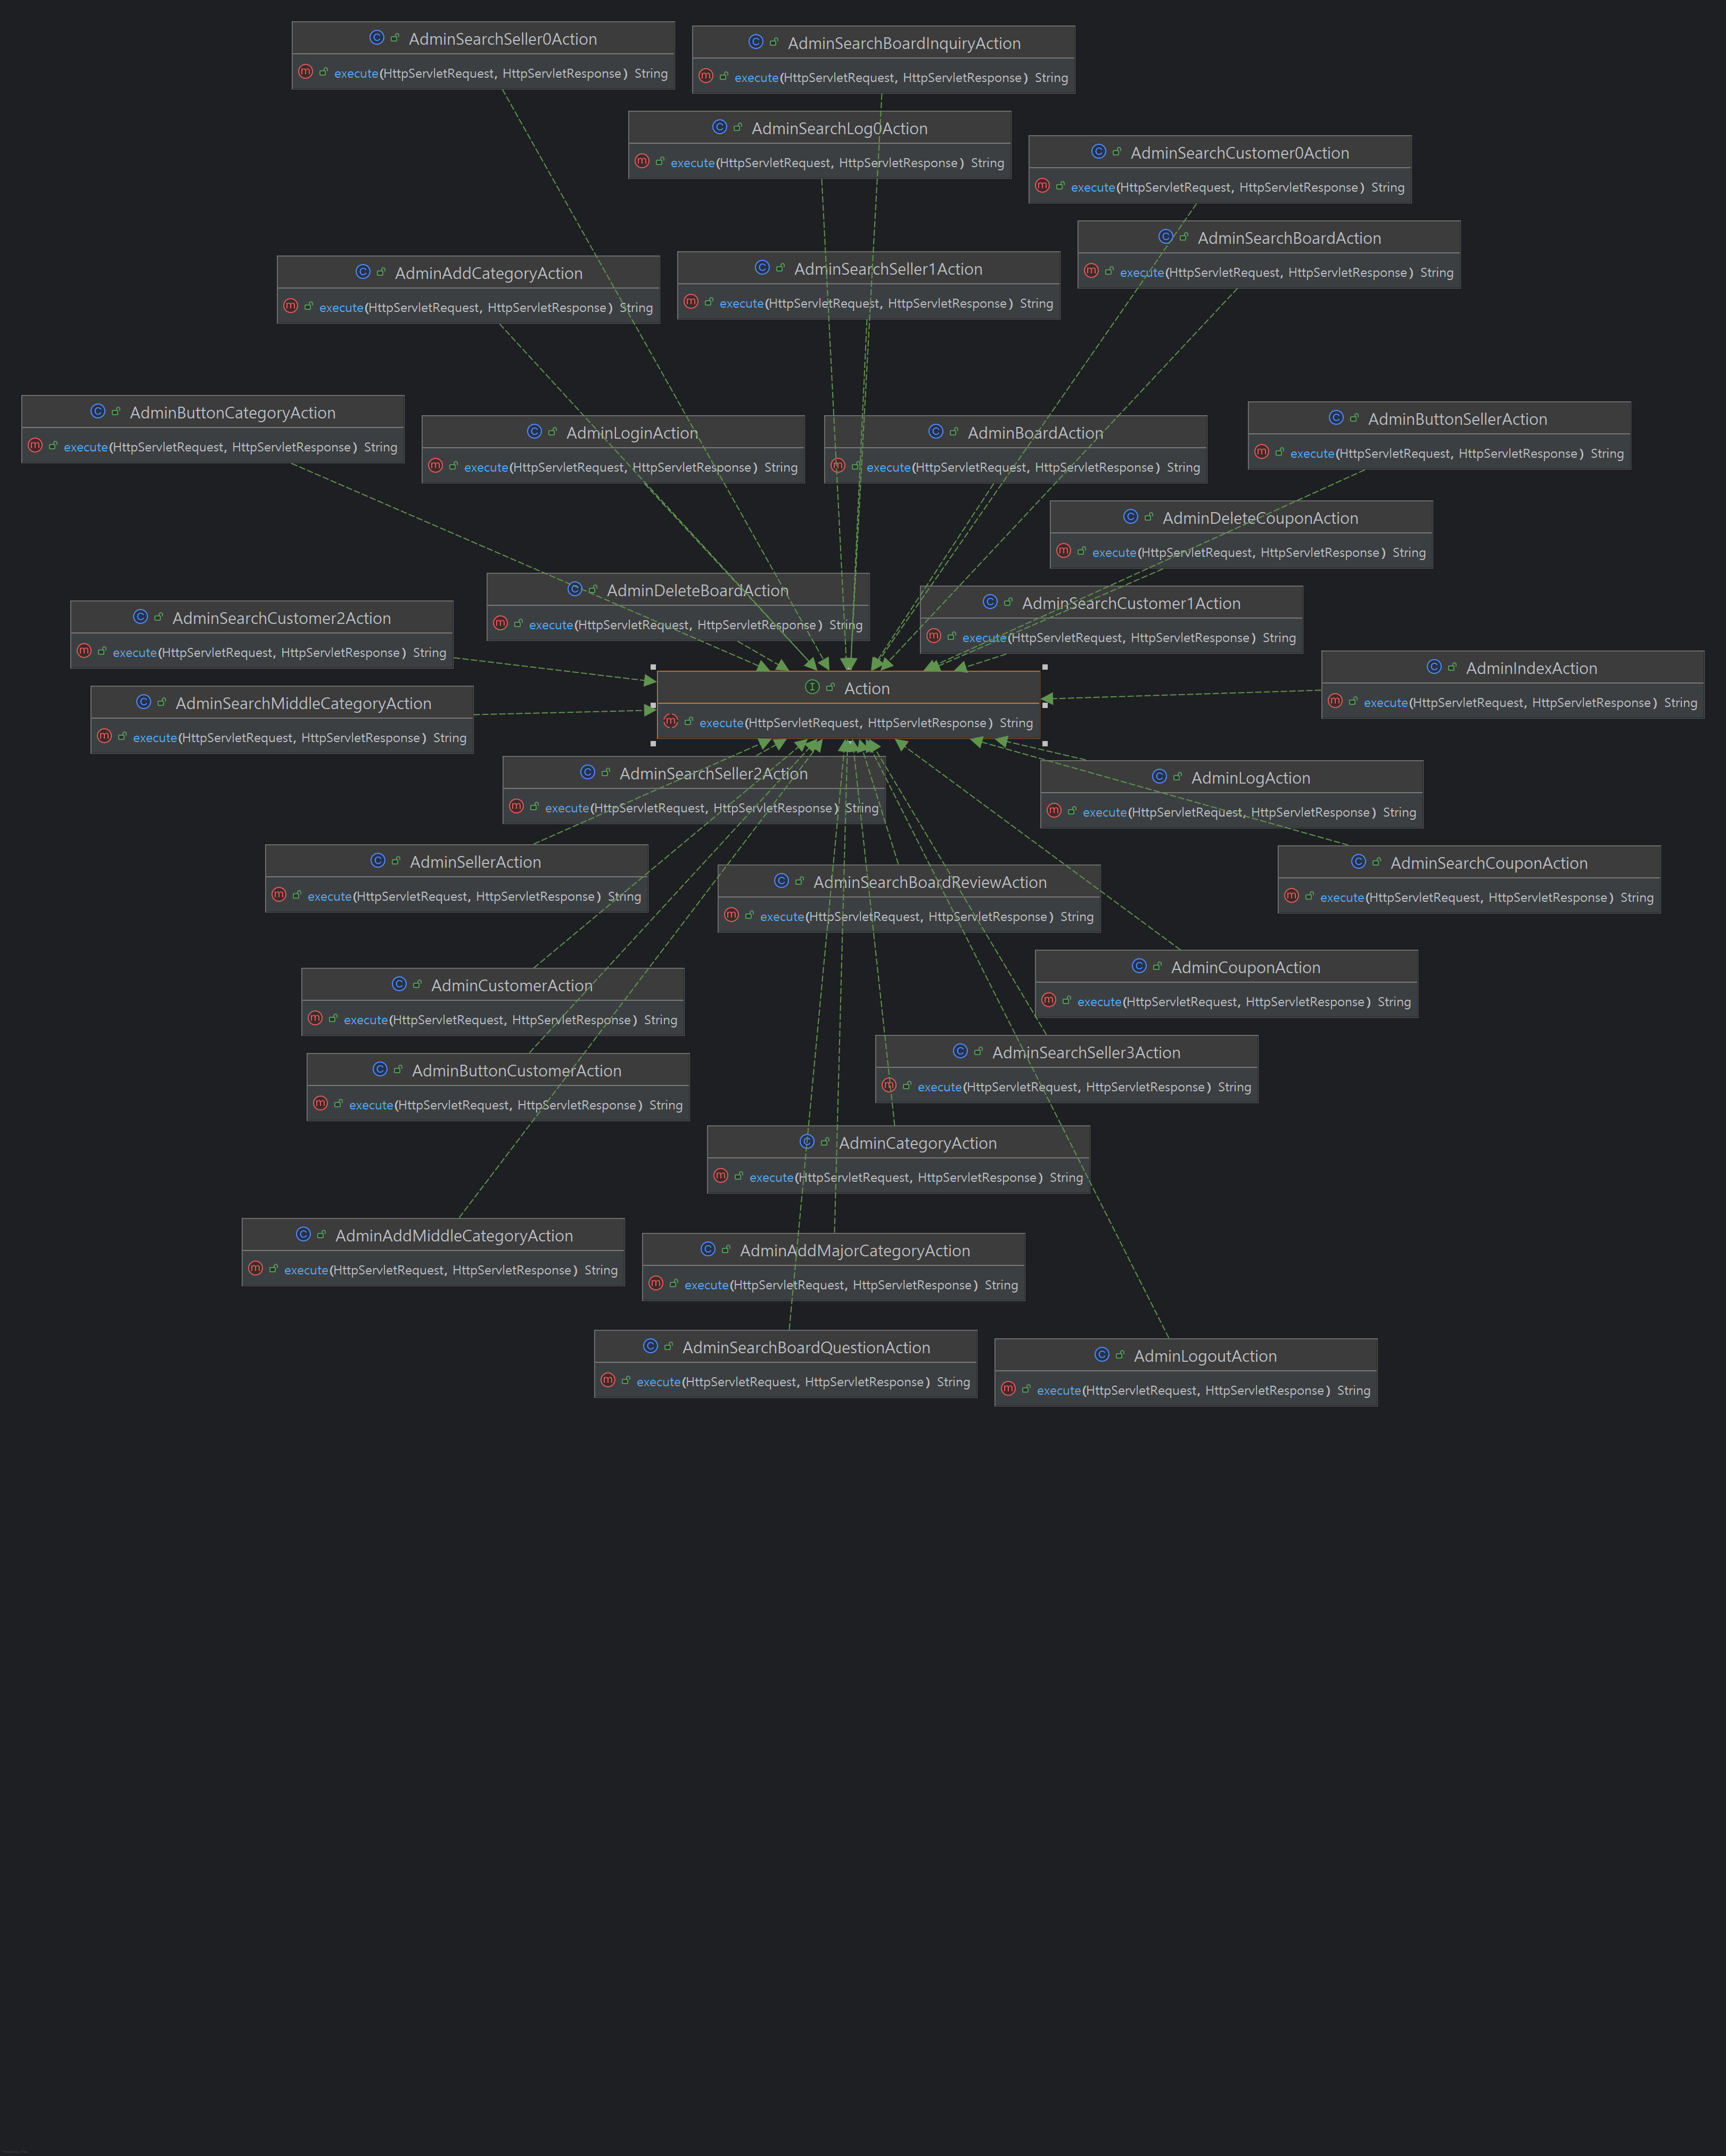 AdminSearchSeller0Action
execute(HttpServletRequest, HttpServletResponse) String
AdminSearchBoardInquiryAction
execute(HttpServletRequest, HttpServletResponse) String
AdminSearchLog0Action
execute(HttpServletRequest, HttpServletResponse) String
AdminSearchCustomer0Action
execute(HttpServletRequest, HttpServletResponse) String
AdminSearchBoardAction
execute(HttpServletRequest, HttpServletResponse) String
AdminAddCategoryAction
execute(HttpServletRequest, HttpServletResponse) String
AdminSearchSeller1Action
execute(HttpServletRequest, HttpServletResponse) String
AdminButtonCategoryAction
execute(HttpServletRequest, HttpServletResponse) String
AdminLoginAction
execute(HttpServletRequest, HttpServletResponse) String
AdminBoardAction
execute(HttpServletRequest, HttpServletResponse) String
AdminButtonSellerAction
execute(HttpServletRequest, HttpServletResponse) String
AdminDeleteCouponAction
execute(HttpServletRequest, HttpServletResponse) String
AdminDeleteBoardAction
execute(HttpServletRequest, HttpServletResponse) String
AdminSearchCustomer1Action
execute(HttpServletRequest, HttpServletResponse) String
AdminSearchCustomer2Action
execute(HttpServletRequest, HttpServletResponse) String
AdminIndexAction
execute(HttpServletRequest, HttpServletResponse) String
Action
execute(HttpServletRequest, HttpServletResponse) String
AdminSearchMiddleCategoryAction
execute(HttpServletRequest, HttpServletResponse) String
AdminSearchSeller2Action
execute(HttpServletRequest, HttpServletResponse) String
AdminLogAction
execute(HttpServletRequest, HttpServletResponse) String
AdminSellerAction
execute(HttpServletRequest, HttpServletResponse) String
AdminSearchCouponAction
execute(HttpServletRequest, HttpServletResponse) String
AdminSearchBoardReviewAction
execute(HttpServletRequest, HttpServletResponse) String
AdminCouponAction
execute(HttpServletRequest, HttpServletResponse) String
AdminCustomerAction
execute(HttpServletRequest, HttpServletResponse) String
AdminSearchSeller3Action
execute(HttpServletRequest, HttpServletResponse) String
AdminButtonCustomerAction
execute(HttpServletRequest, HttpServletResponse) String
AdminCategoryAction
execute(HttpServletRequest, HttpServletResponse) String
AdminAddMiddleCategoryAction
execute(HttpServletRequest, HttpServletResponse) String
AdminAddMajorCategoryAction
execute(HttpServletRequest, HttpServletResponse) String
AdminSearchBoardQuestionAction
execute(HttpServletRequest, HttpServletResponse) String
AdminLogoutAction
execute(HttpServletRequest, HttpServletResponse) String